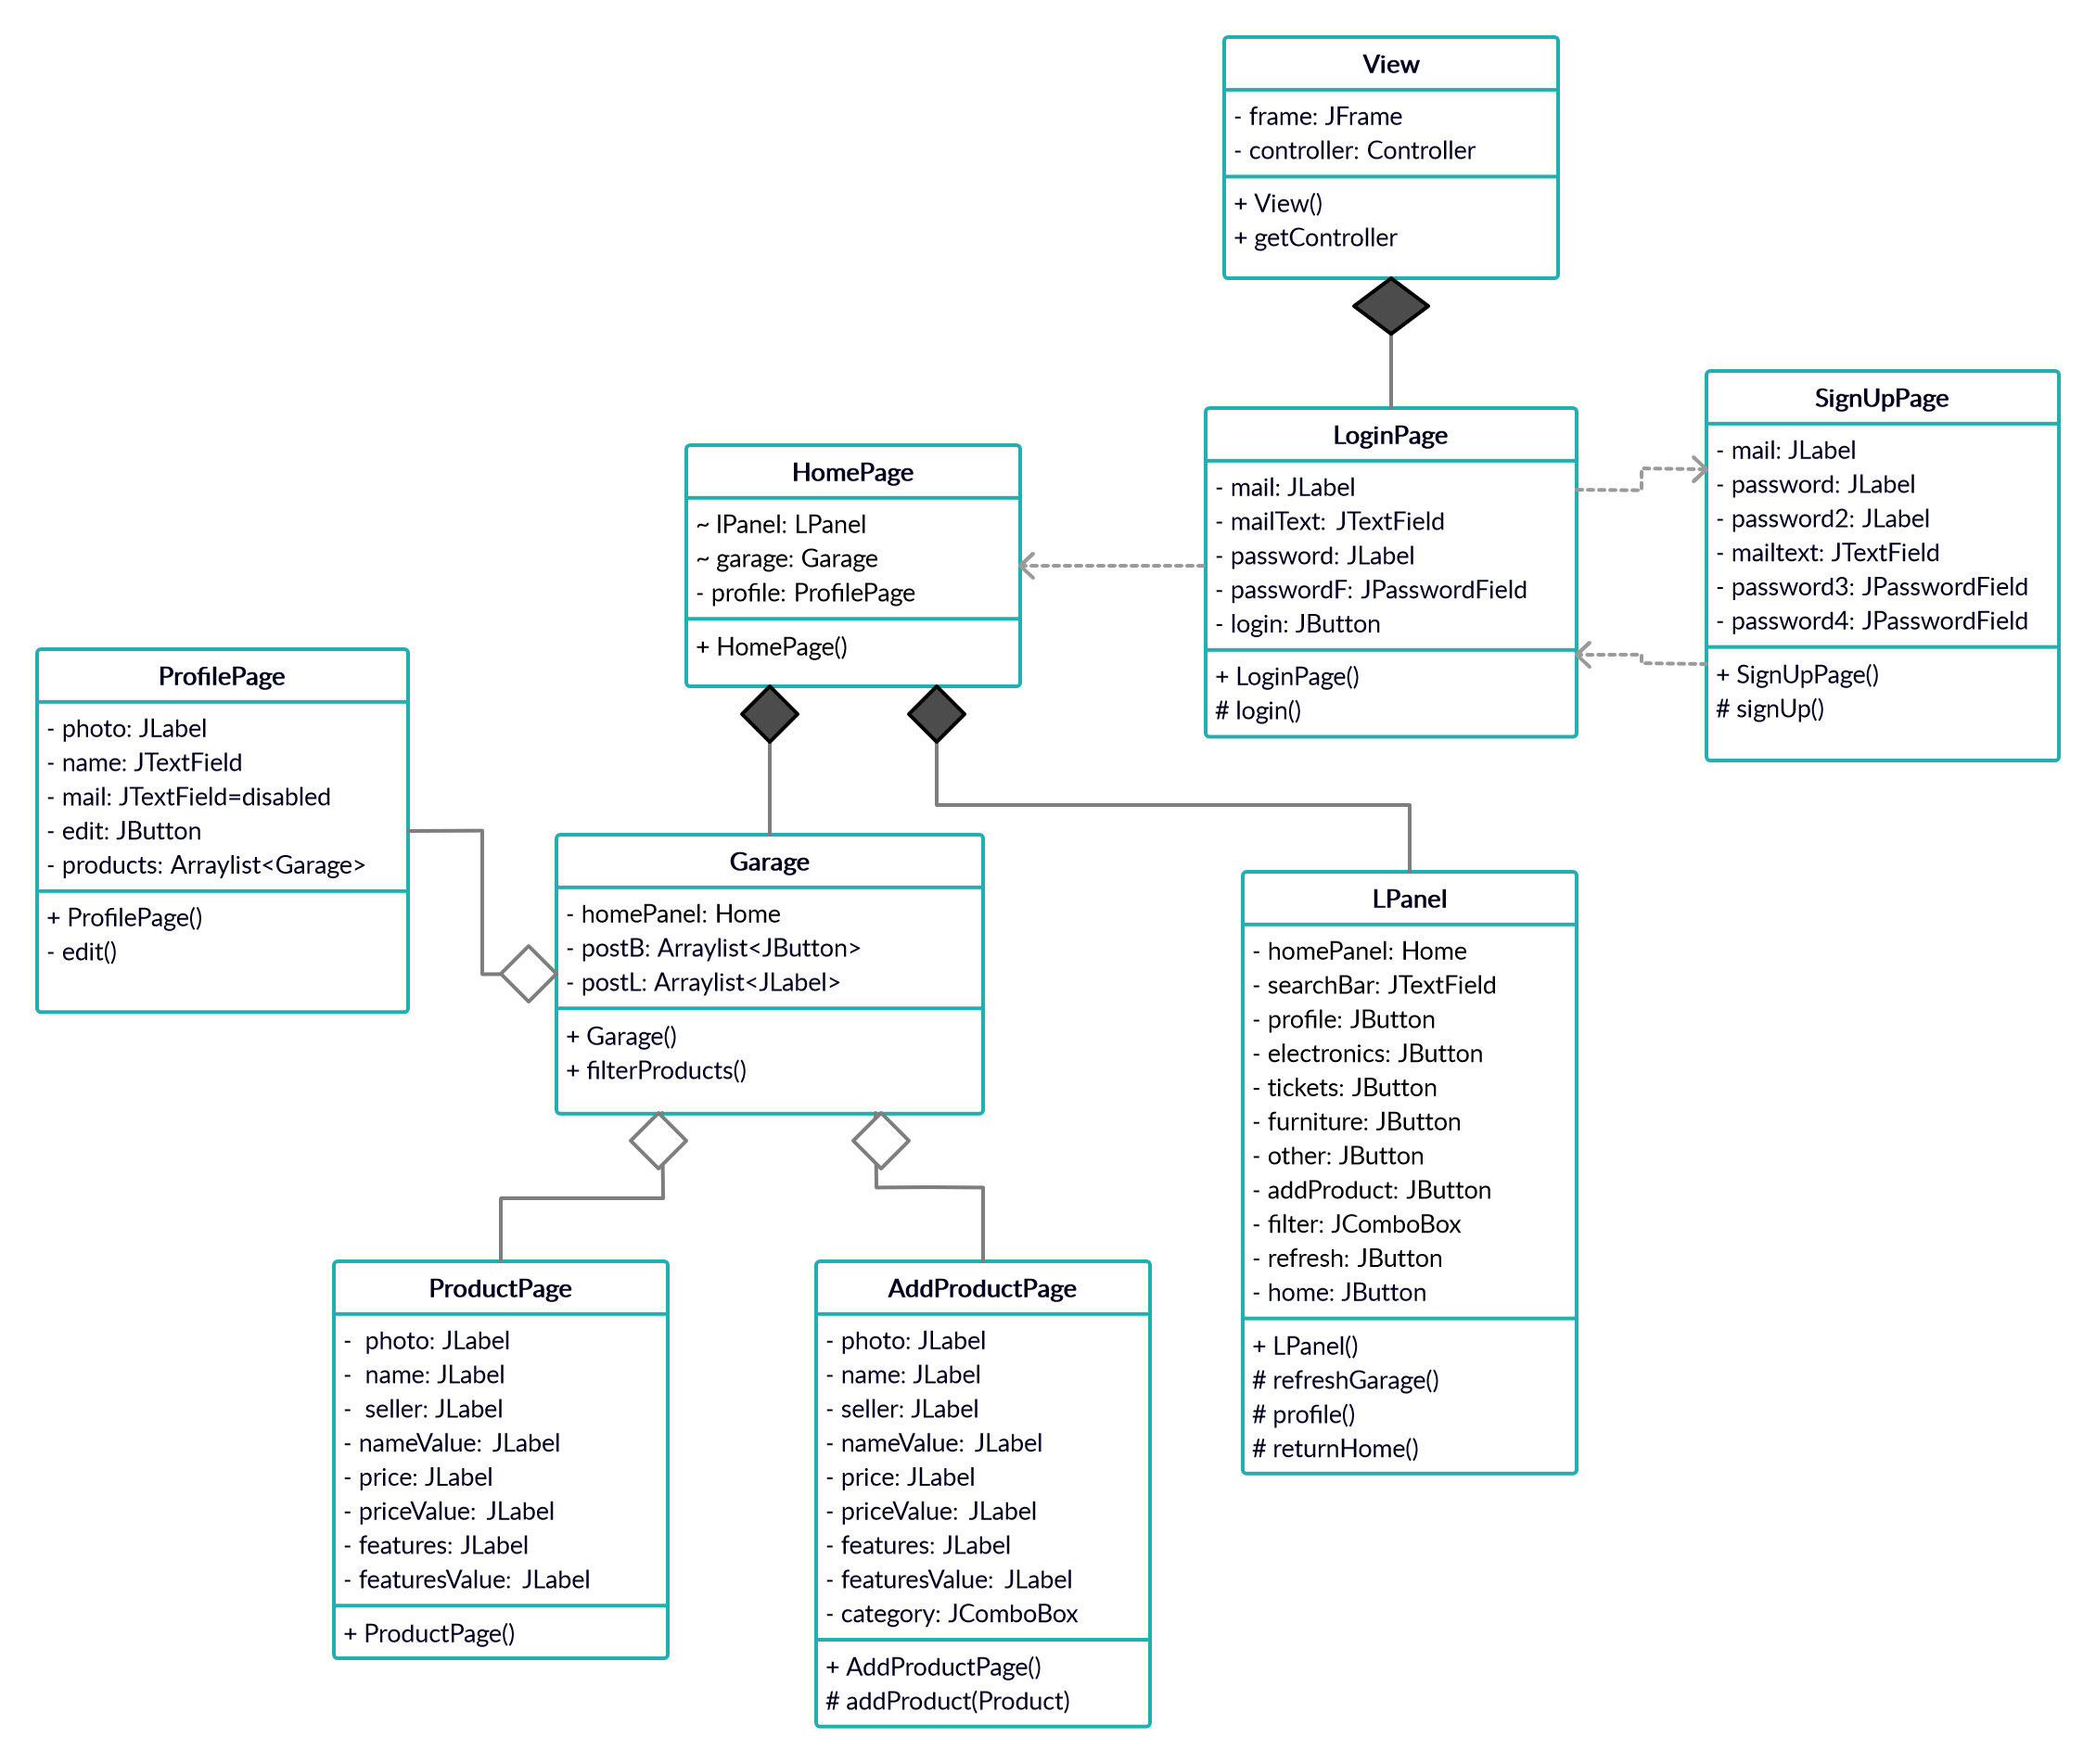 View
- frame: JFrame
- controller: Controller
+ View()
+ getController
SignUpPage
- mail: JLabel
- password: JLabel
- password2: JLabel
- mailtext: JTextField
- password3: JPasswordField
- password4: JPasswordField
+ SignUpPage()
# signUp()
LoginPage
- mail: JLabel
- mailText: JTextField
- password: JLabel
- passwordF: JPasswordField
- login: JButton
+ LoginPage()
# login()
HomePage
~ lPanel: LPanel
~ garage: Garage
- profile: ProfilePage
+ HomePage()
ProfilePage
- photo: JLabel
- name: JTextField
- mail: JTextField=disabled
- edit: JButton
- products: Arraylist<Garage>
+ ProfilePage()
- edit()
Garage
- homePanel: Home
- postB: Arraylist<JButton>
- postL: Arraylist<JLabel>
+ Garage()
+ filterProducts()
LPanel
- homePanel: Home
- searchBar: JTextField
- profile: JButton
- electronics: JButton
- tickets: JButton
- furniture: JButton
- other: JButton
- addProduct: JButton
- filter: JComboBox
- refresh: JButton
- home: JButton
+ LPanel()
# refreshGarage()
# profile()
# returnHome()
ProductPage
- photo: JLabel
- name: JLabel
- seller: JLabel
- nameValue: JLabel
- price: JLabel
- priceValue: JLabel
- features: JLabel
- featuresValue: JLabel
+ ProductPage()
AddProductPage
- photo: JLabel
- name: JLabel
- seller: JLabel
- nameValue: JLabel
- price: JLabel
- priceValue: JLabel
- features: JLabel
- featuresValue: JLabel
- category: JComboBox
+ AddProductPage()
# addProduct(Product)